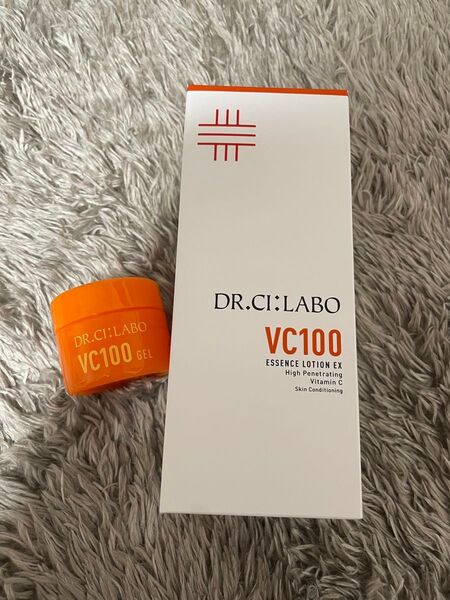 DR.CI:LABO
VC100
ESSENCE LOTION EX
High Penetrating
Vitamin C
Skin Conditioning
DR.CI:LABO
VC100 GEL